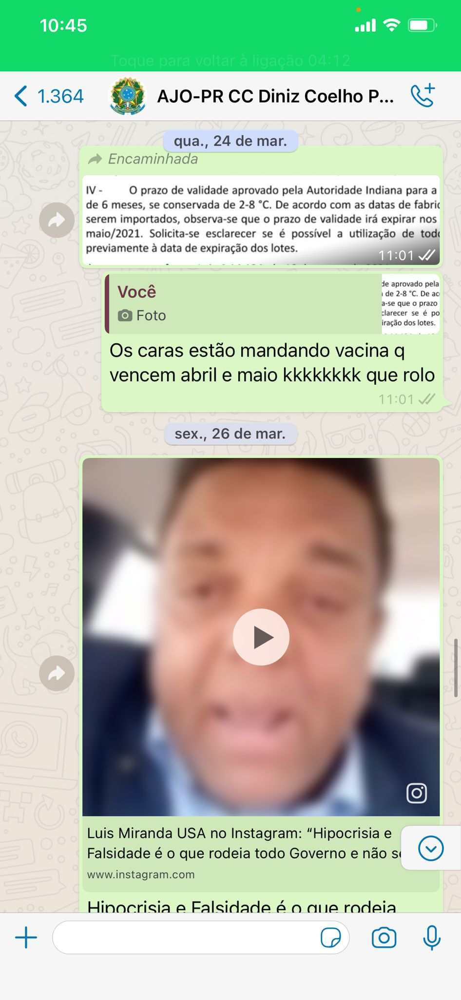 10:45
Toque para voltar à ligação 04:12
1.364
AJO-PR CC Diniz Coelho P...
qua., 24 de mar.
Encaminhada
IV - O prazo de validade aprovado pela Autoridade Indiana para a
de 6 meses, se conservada de 2-8 °C. De acordo com as datas de fabric
serem importados, observa-se que o prazo de validade irá expirar nos
maio/2021. Solicita-se esclarecer se é possível a utilização de todo
previamente à data de expiração dos lotes.
11:01
Você
Foto
de aprovado pela
de 2-8 °C. De ac
a-se que o prazo
clarecer se é po
iração dos lotes.
Os caras estão mandando vacina q
vencem abril e maio kkkkkkkk que rolo
11:01
sex., 26 de mar.
Luis Miranda USA no Instagram: “Hipocrisia e
Falsidade é o que rodeia todo Governo e não s
www.instagram.com
Hipocrisia e Falsidade é o que rodeia